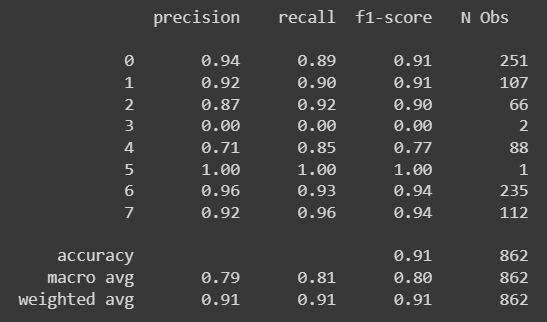 precision recall f1-score N Obs
0 0.94 0.89 0.91 251
1 0.92 0.90 0.91 107
2 0.87 0.92 0.90 66
3 0.00 0.00 0.00 2
4 0.71 0.85 0.77 88
5 1.00 1.00 1.00 1
6 0.96 0.93 0.94 235
7 0.92 0.96 0.94 112
accuracy 0.91 862
macro avg 0.79 0.81 0.80 862
weighted avg 0.91 0.91 0.91 862